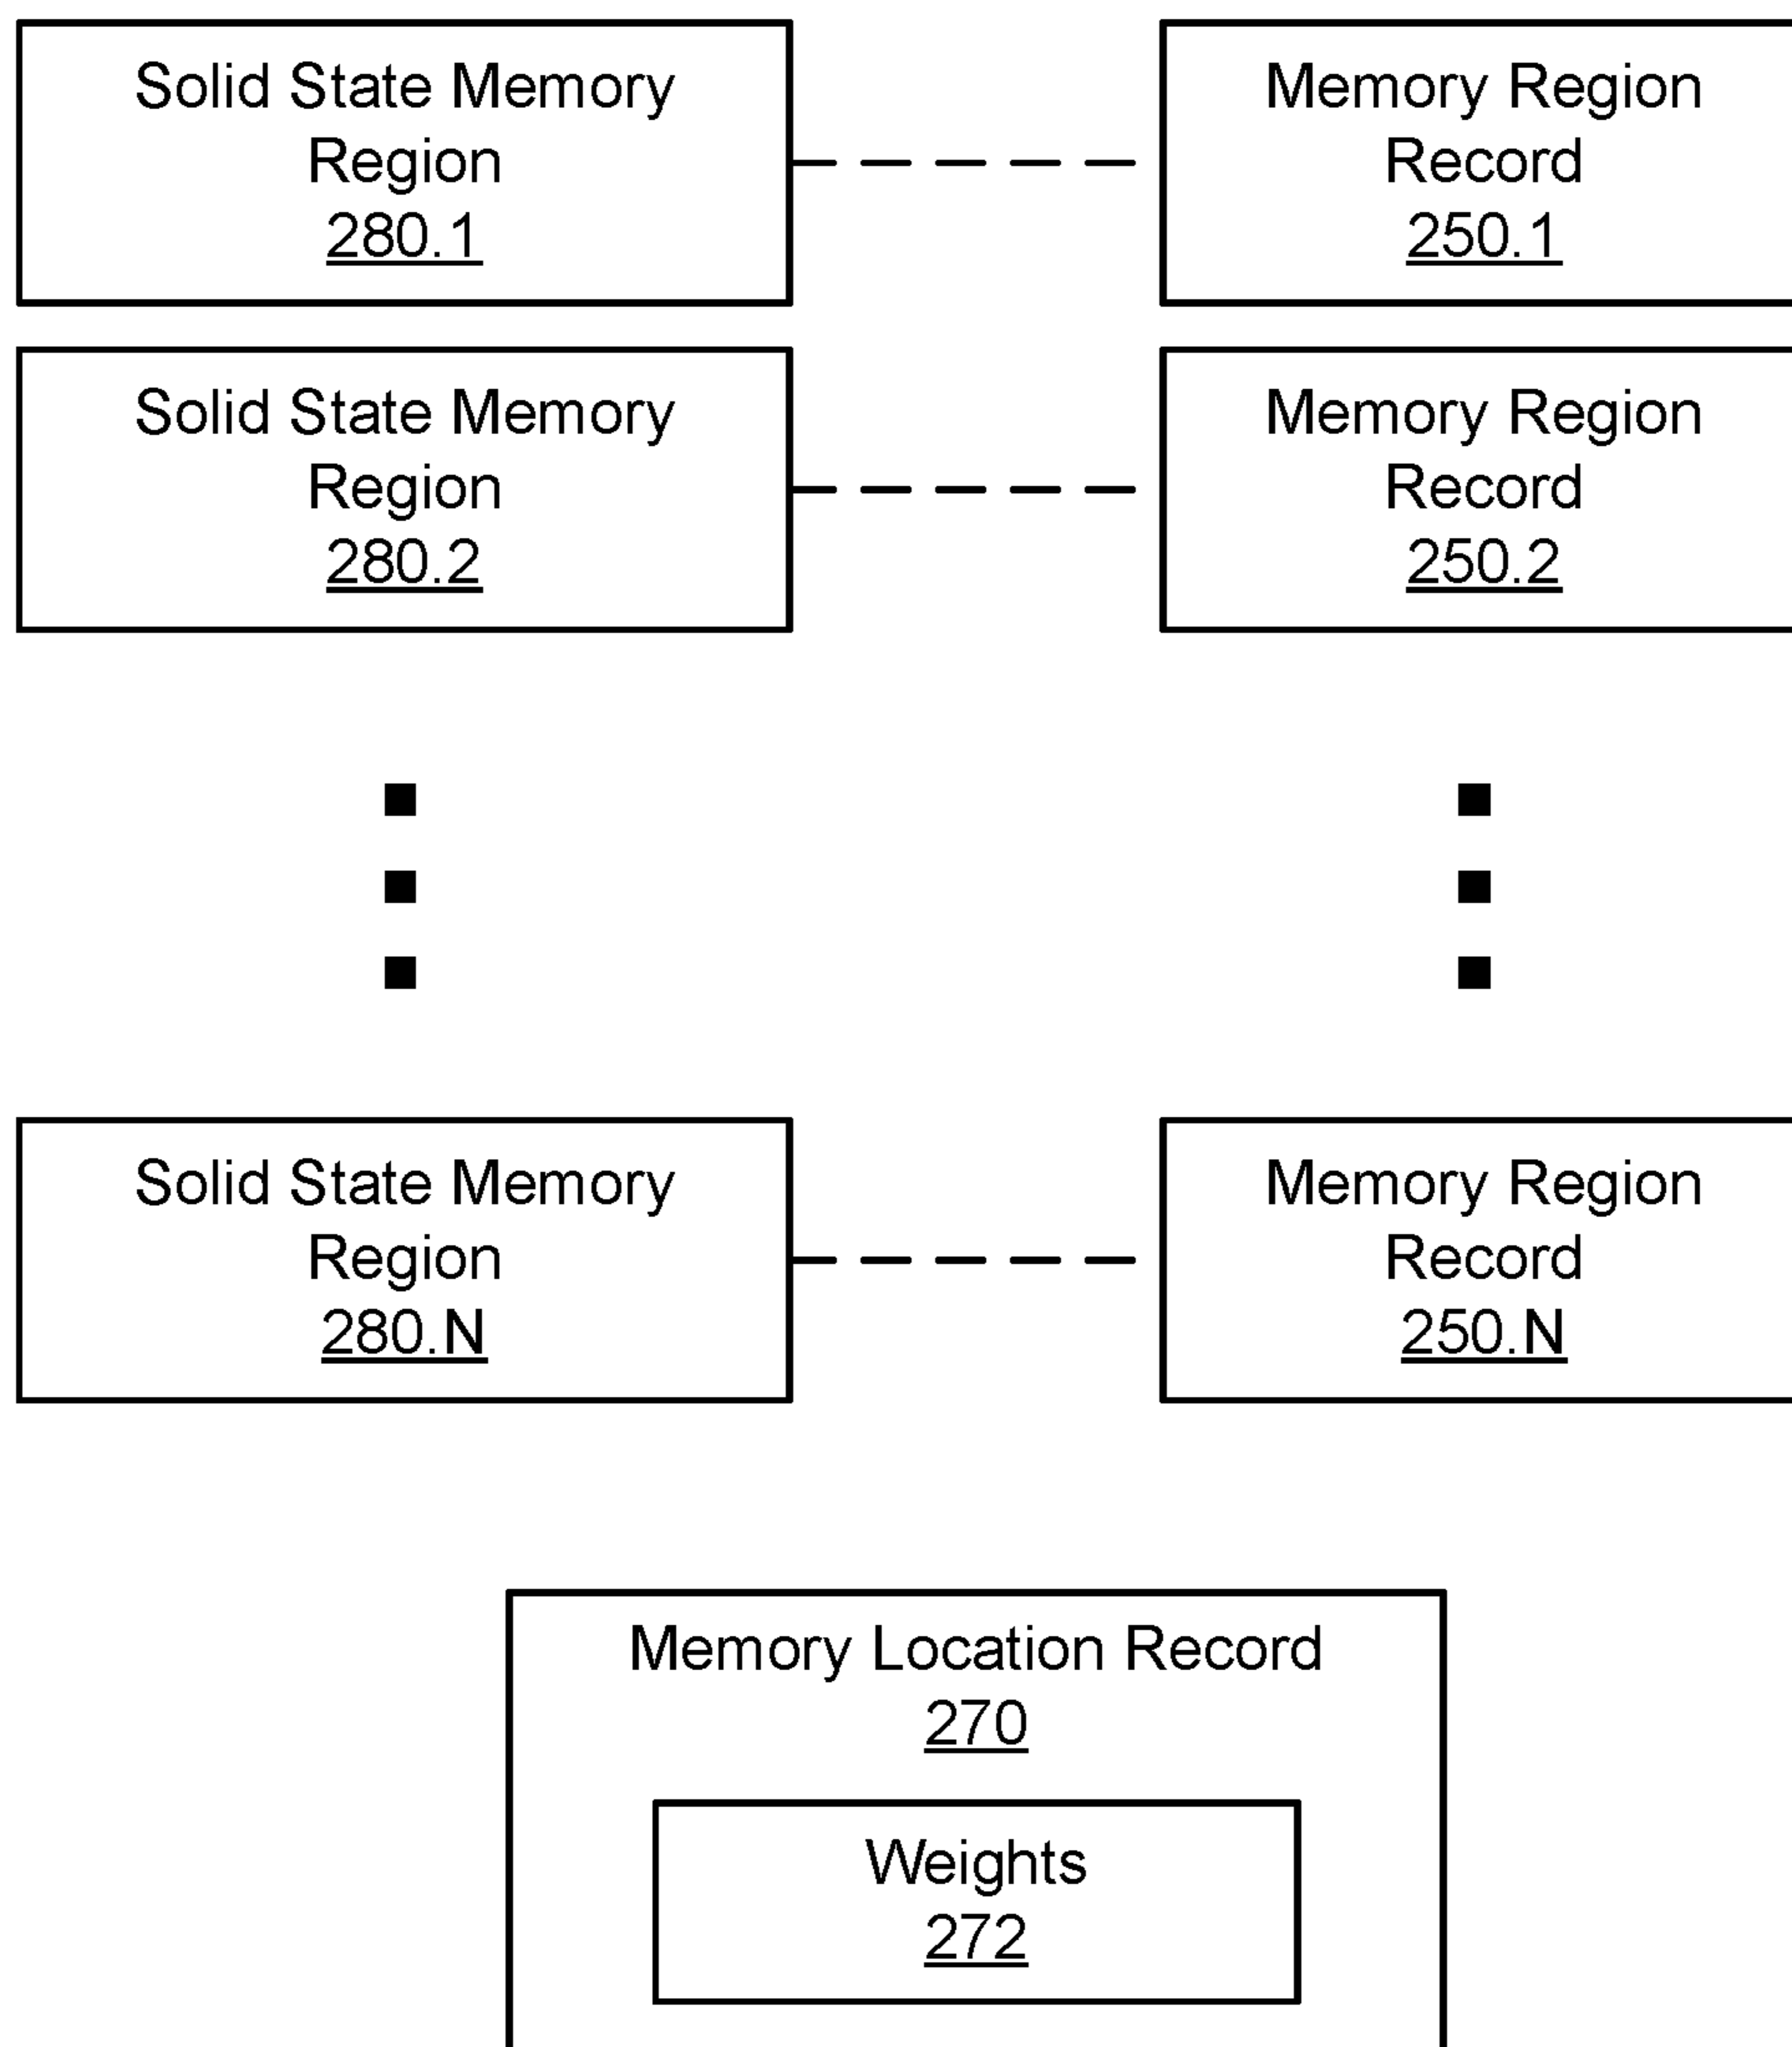 Solid State Memory
Region
280.1
Memory Region
Record
250.1
Solid State Memory
Region
280.2
Memory Region
Record
250.2
Solid State Memory
Region
280.N
Memory Region
Record
250.N
Memory Location Record
270
Weights
272